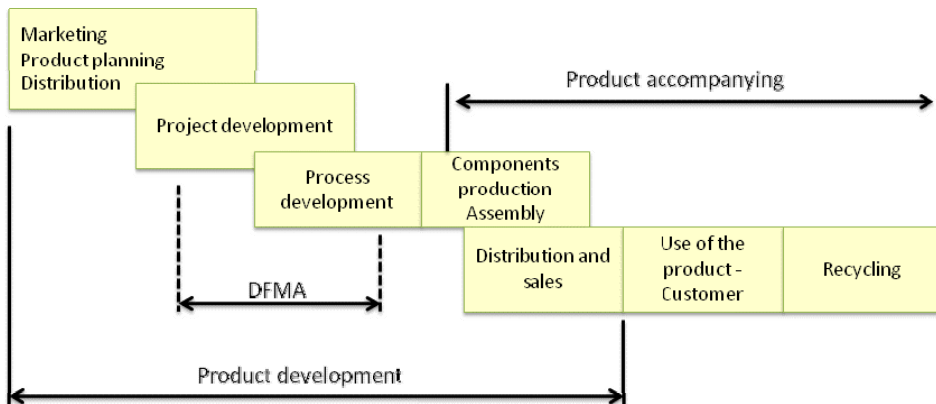 Marketing
Product planning
Distribution
Product accompanying
Project development
Process
development
Components
production
Assembly
Distribution and
sales
Use of the
product -
Customer
Recycling
DFMA
Product development